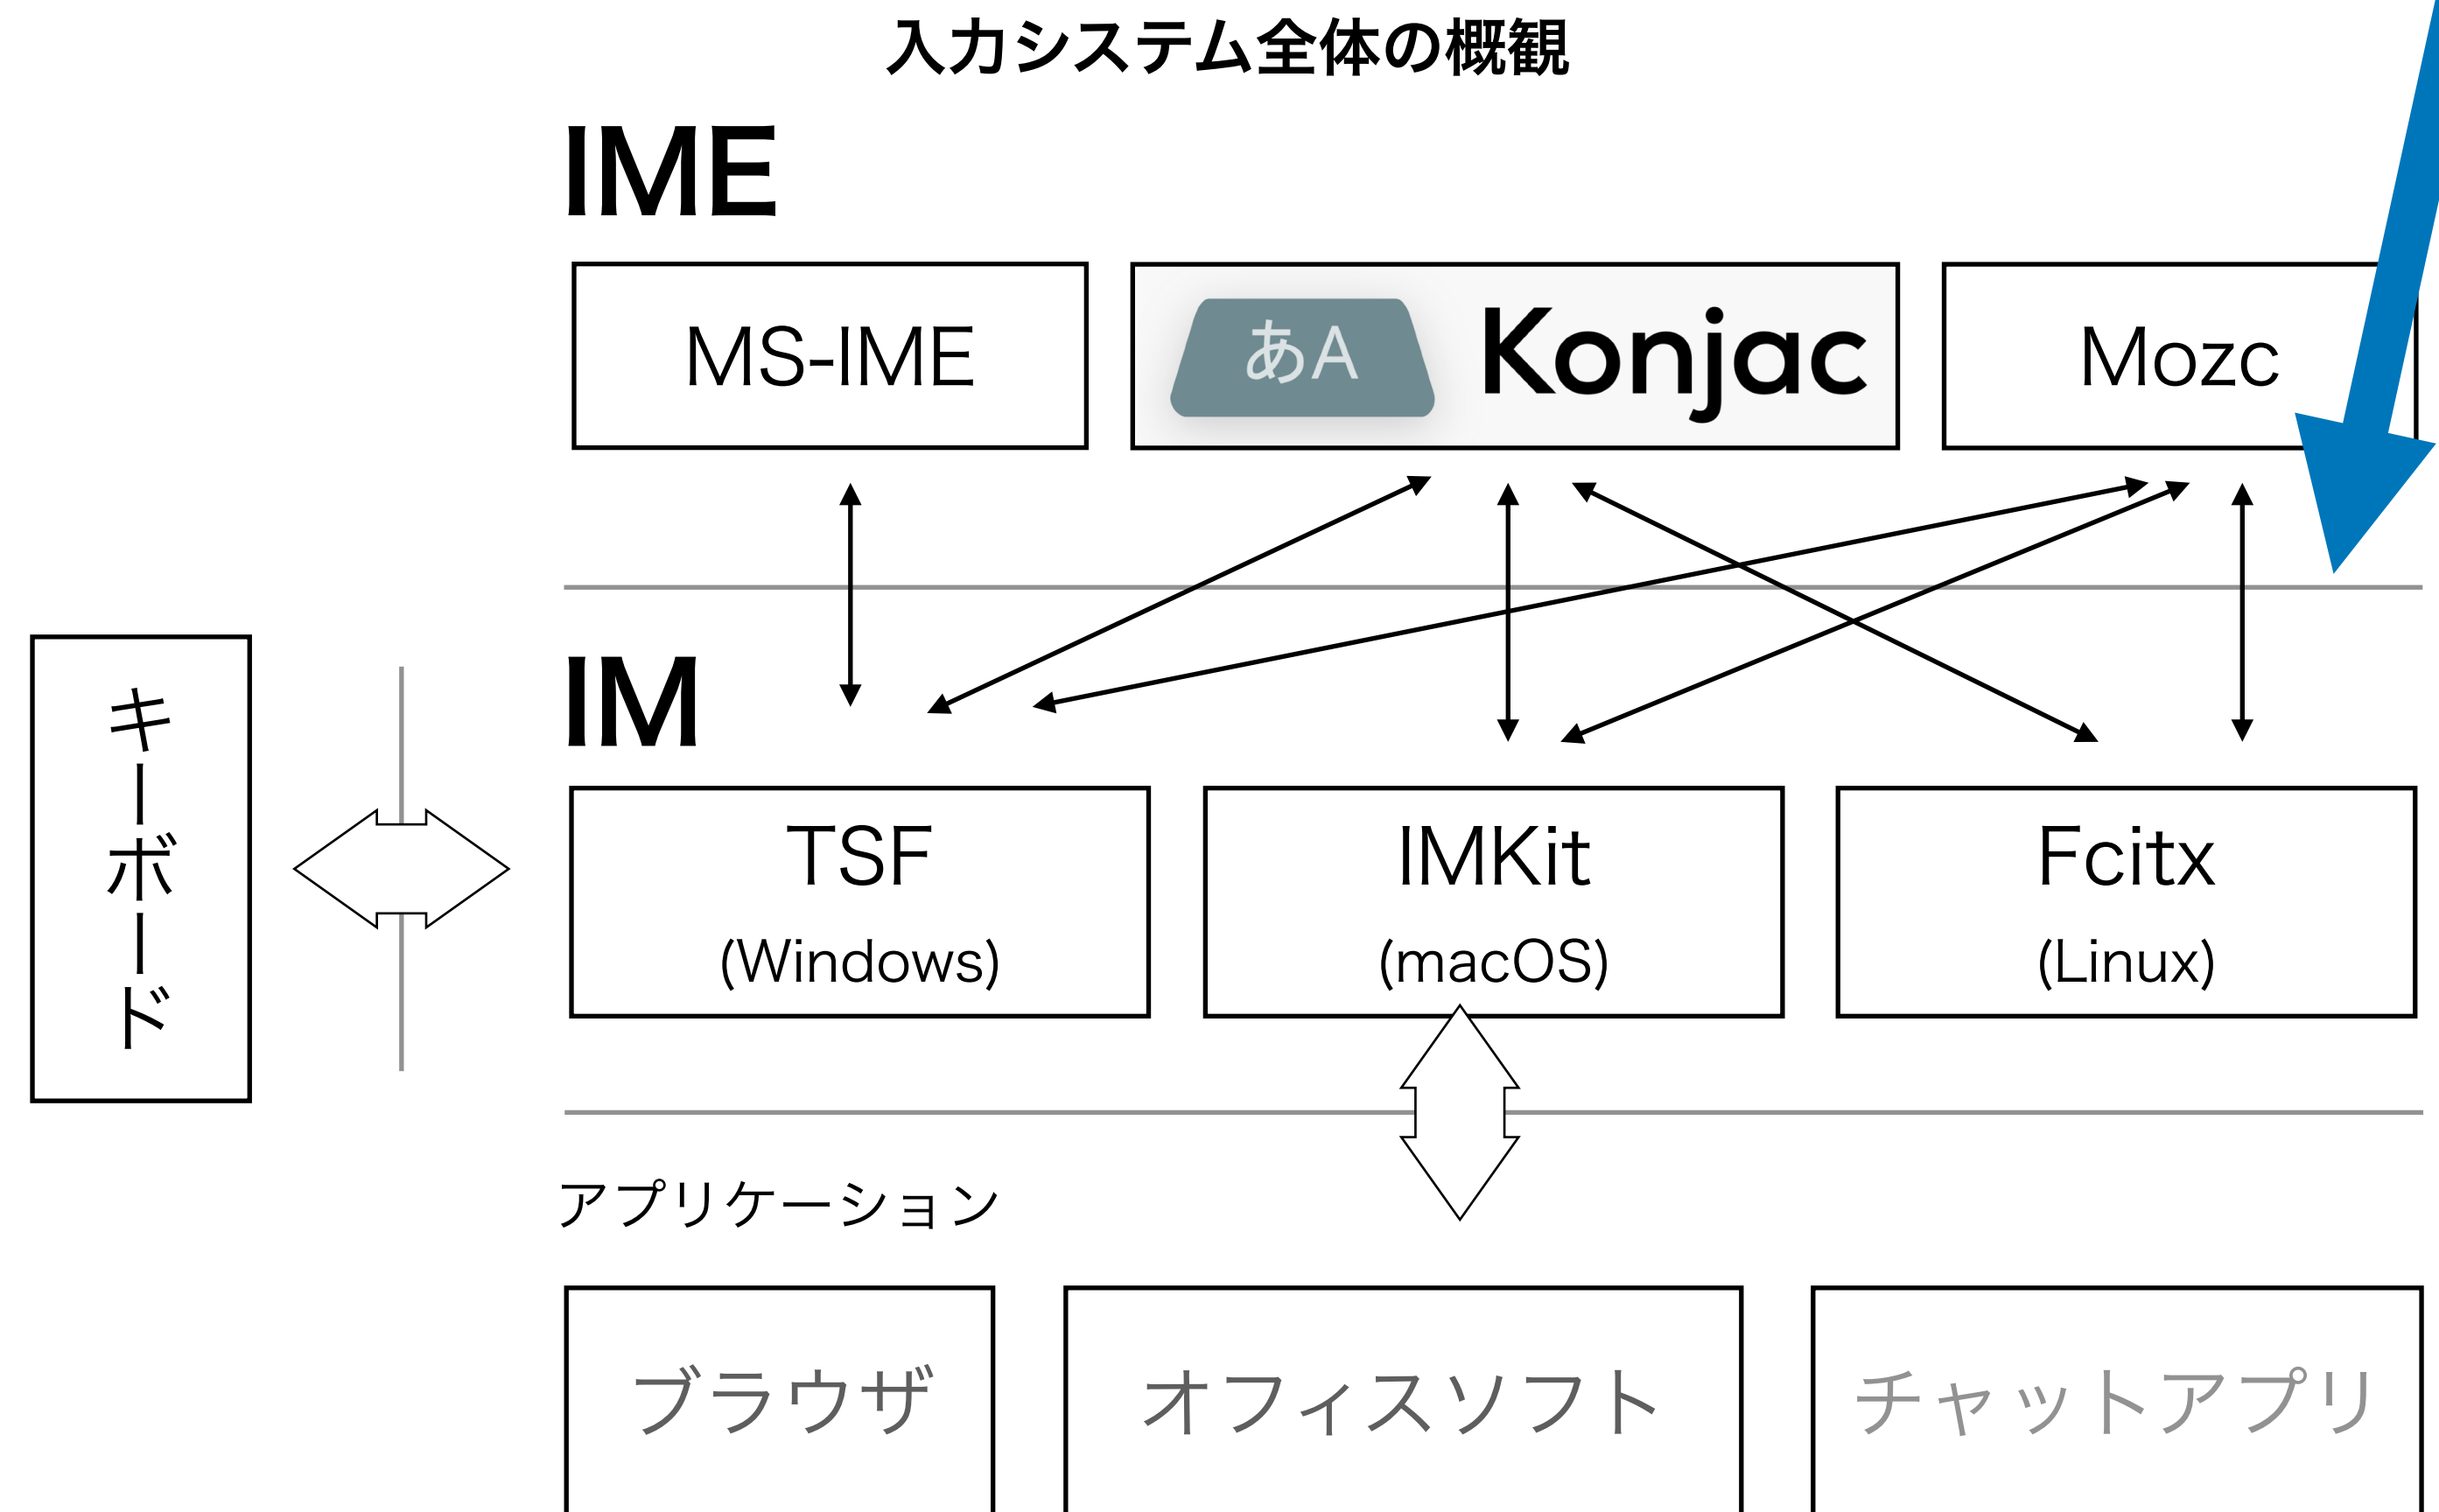 入力システム全体の概観
IME
MS-IME
あA Konjac
Mozc
キーボード
IM
TSF
(Windows)
IMKit
(macOS)
Fcitx
(Linux)
アプリケーション
ブラウザ
オフィスソフト
チャットアプリ